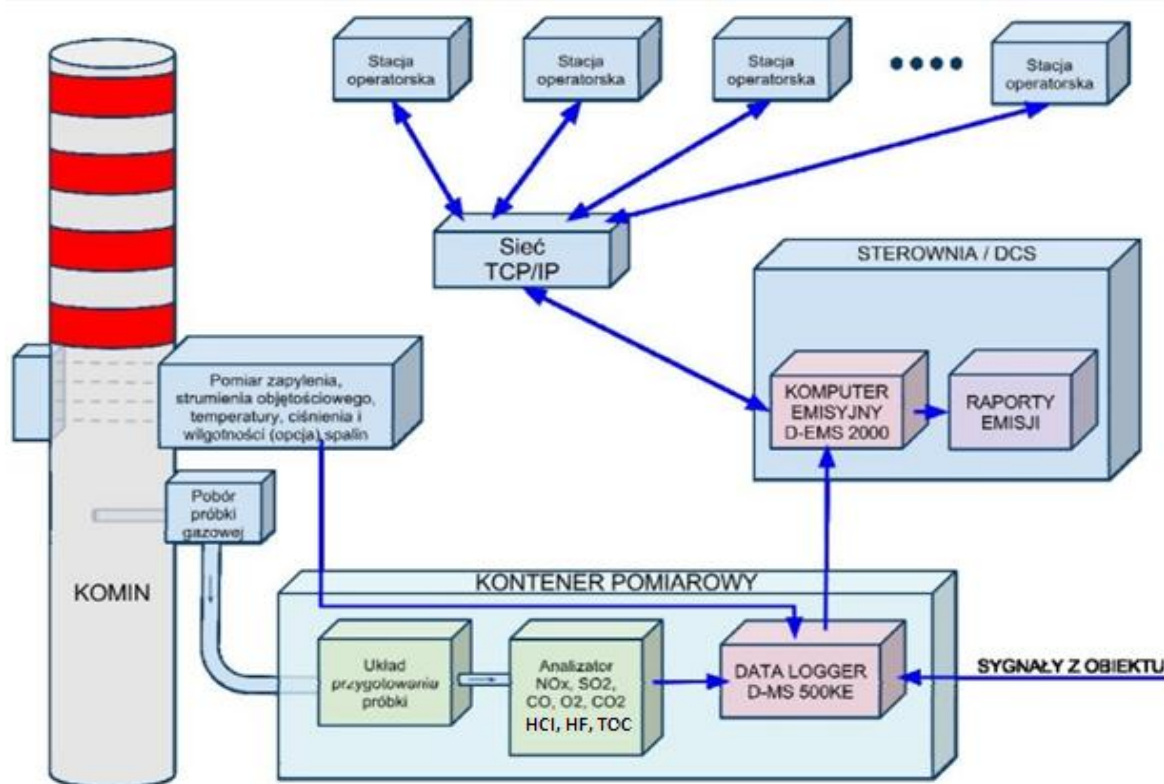 Stacja
operatorska
Stacja
operatorska
Stacja
operatorska
Stacja
operatorska
Sieć
TCP/IP
STEROWNIA / DCS
KOMPUTER
EMISYJNY
D-EMS 2000
RAPORTY
EMISJI
Pomiar zapylenia,
strumienia objętościowego,
temperatury, ciśnienia i
wilgotności (opcja) spalin
Pobór
próbki
gazowej
KOMIN
KONTENER POMIAROWY
Układ
przygotowania
próbki
Analizator
NOx, SO2,
CO, O2, CO2
HCl, HF, TOC
DATA LOGGER
D-MS 500KE
SYGNAŁY Z OBIEKTU